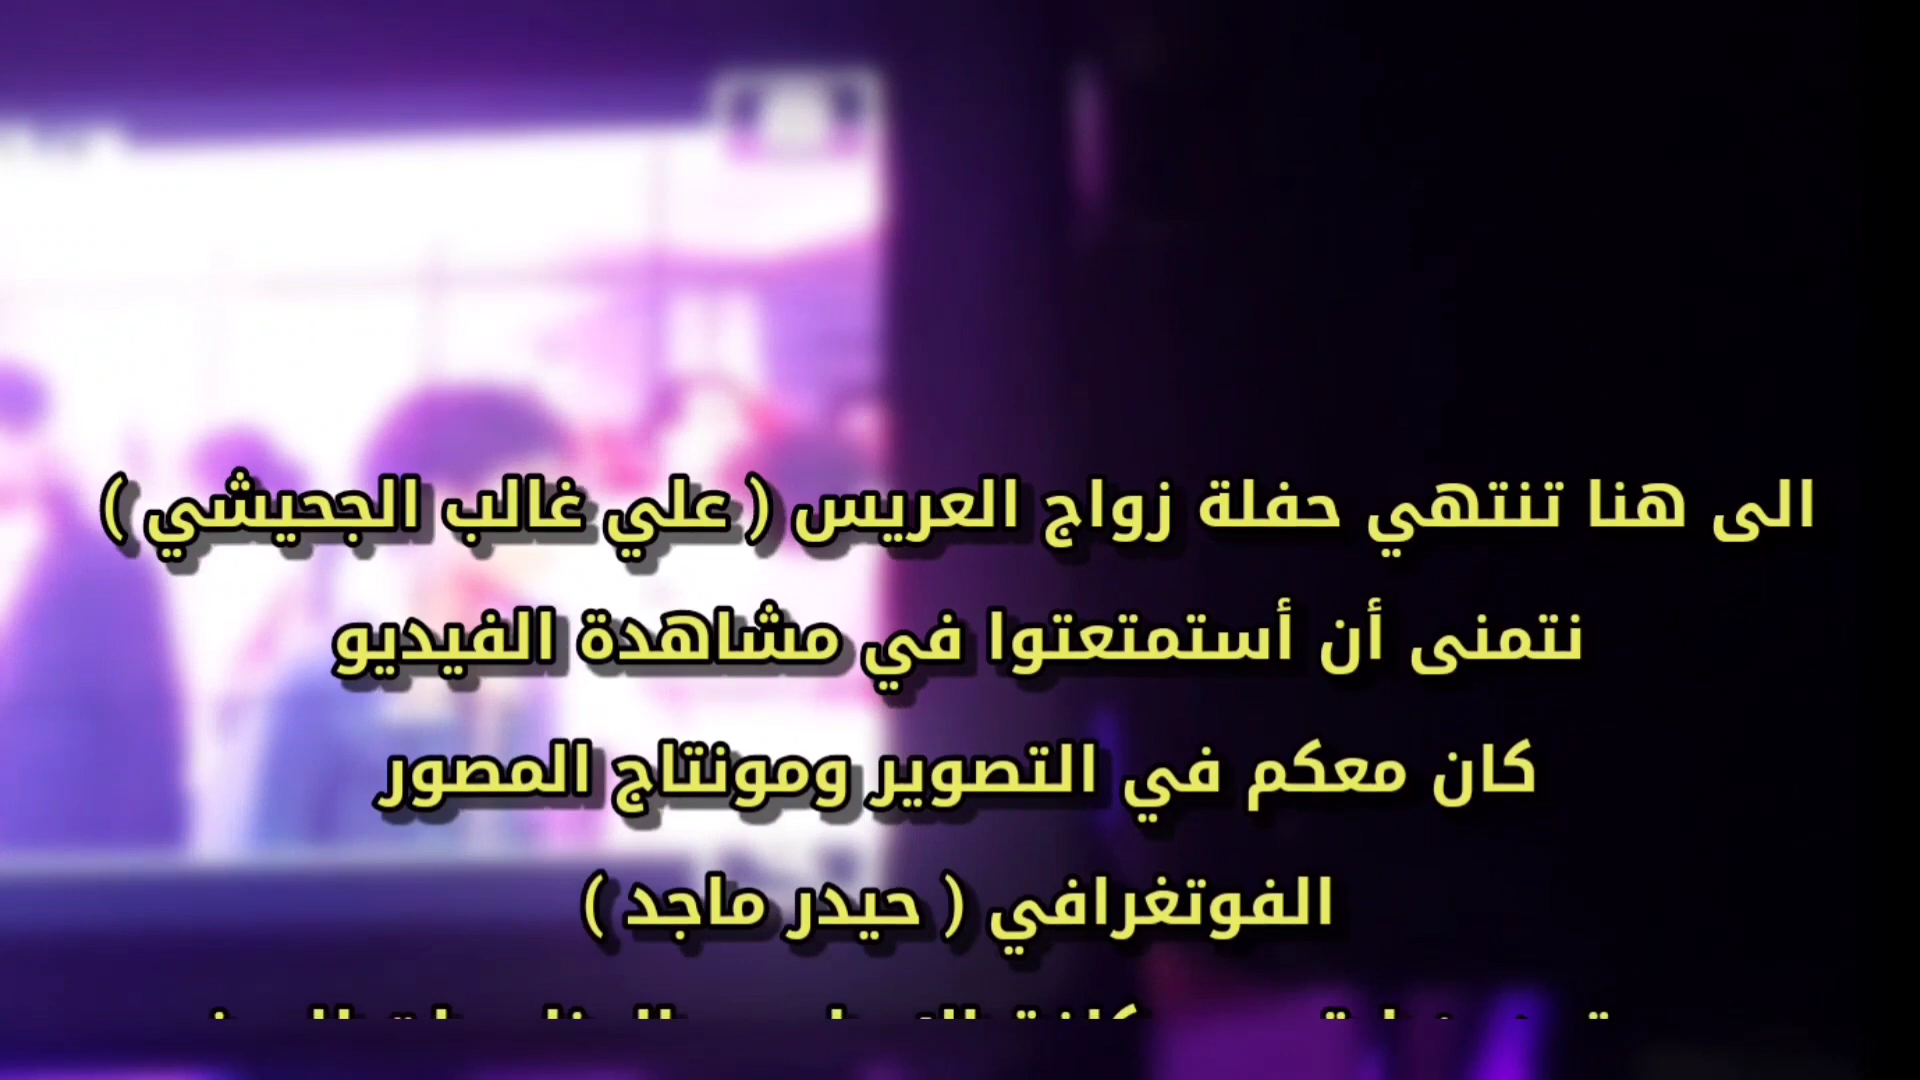 الى هنا تنتهي حفلة زواج العريس ( علي غالب الجحيشي )
نتمنى أن أستمتعتوا في مشاهدة الفيديو
كان معكم في التصوير ومونتاج المصور
الفوتغرافي ( حيدر ماجد )